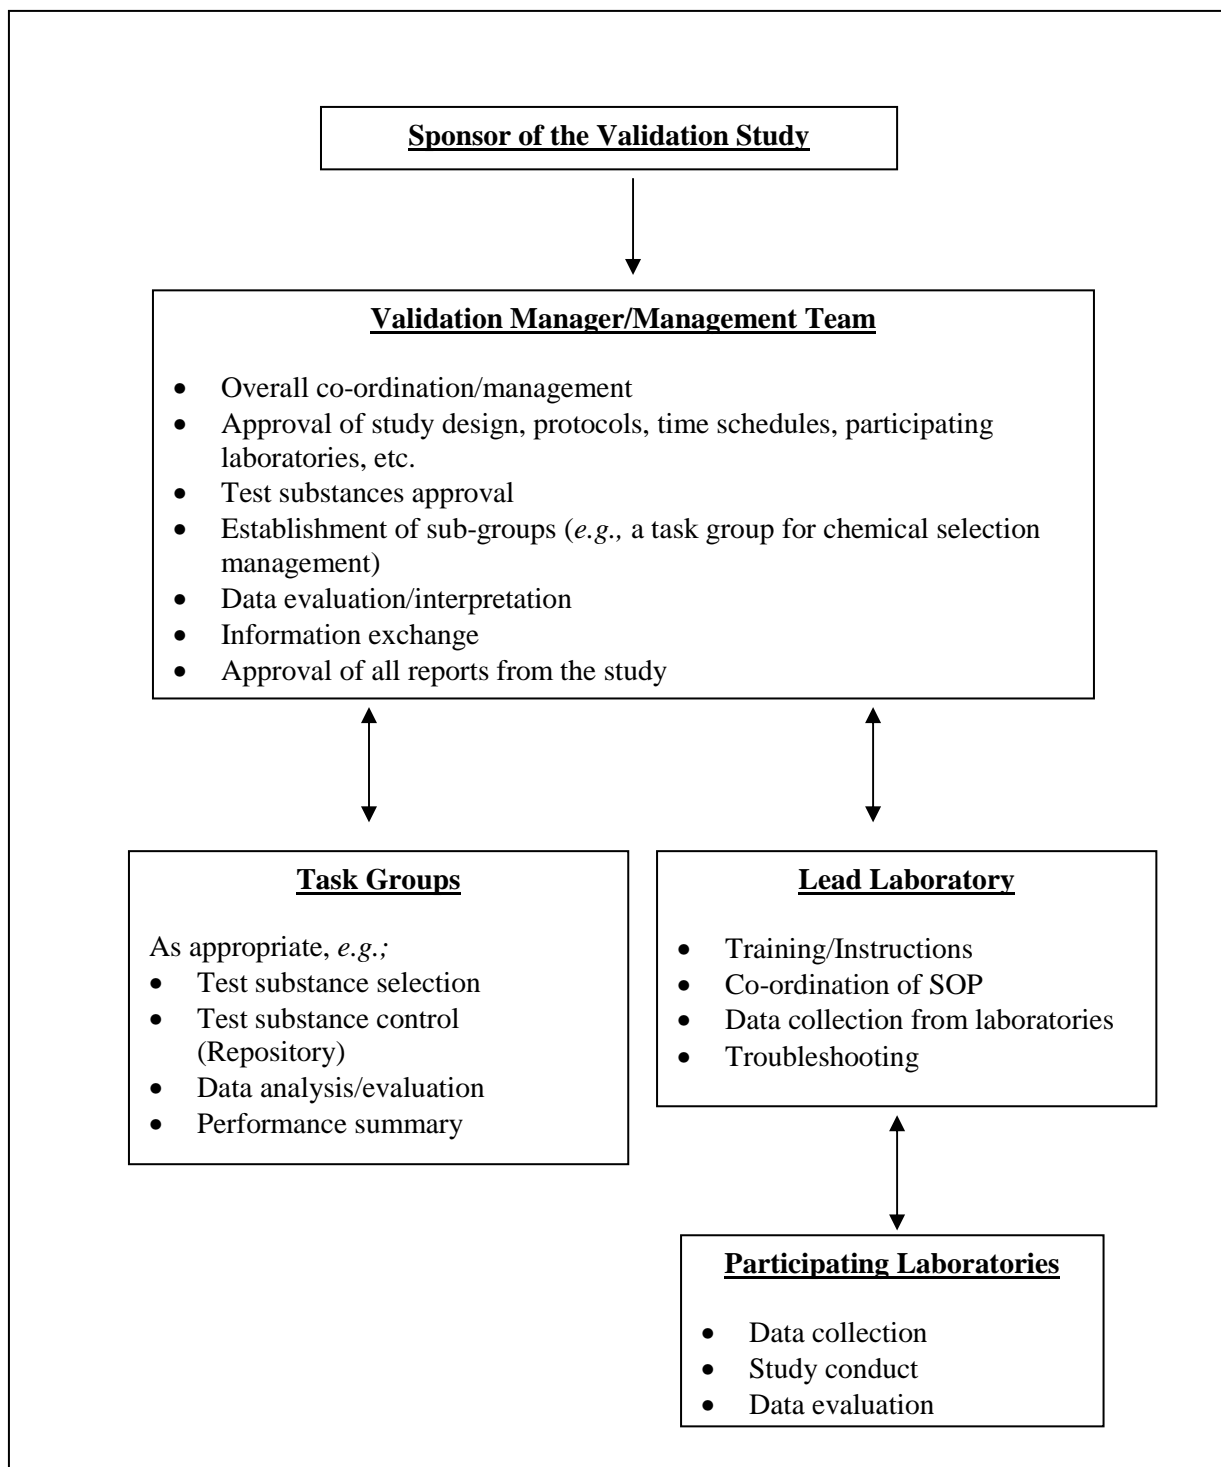 Sponsor of the Validation Study
Validation Manager/Management Team
• Overall co-ordination/management
• Approval of study design, protocols, time schedules, participating
laboratories, etc.
• Test substances approval
• Establishment of sub-groups (e.g., a task group for chemical selection
management)
• Data evaluation/interpretation
• Information exchange
• Approval of all reports from the study
Task Groups
As appropriate, e.g.;
• Test substance selection
• Test substance control
(Repository)
• Data analysis/evaluation
• Performance summary
Lead Laboratory
• Training/Instructions
• Co-ordination of SOP
• Data collection from laboratories
• Troubleshooting
Participating Laboratories
• Data collection
• Study conduct
• Data evaluation